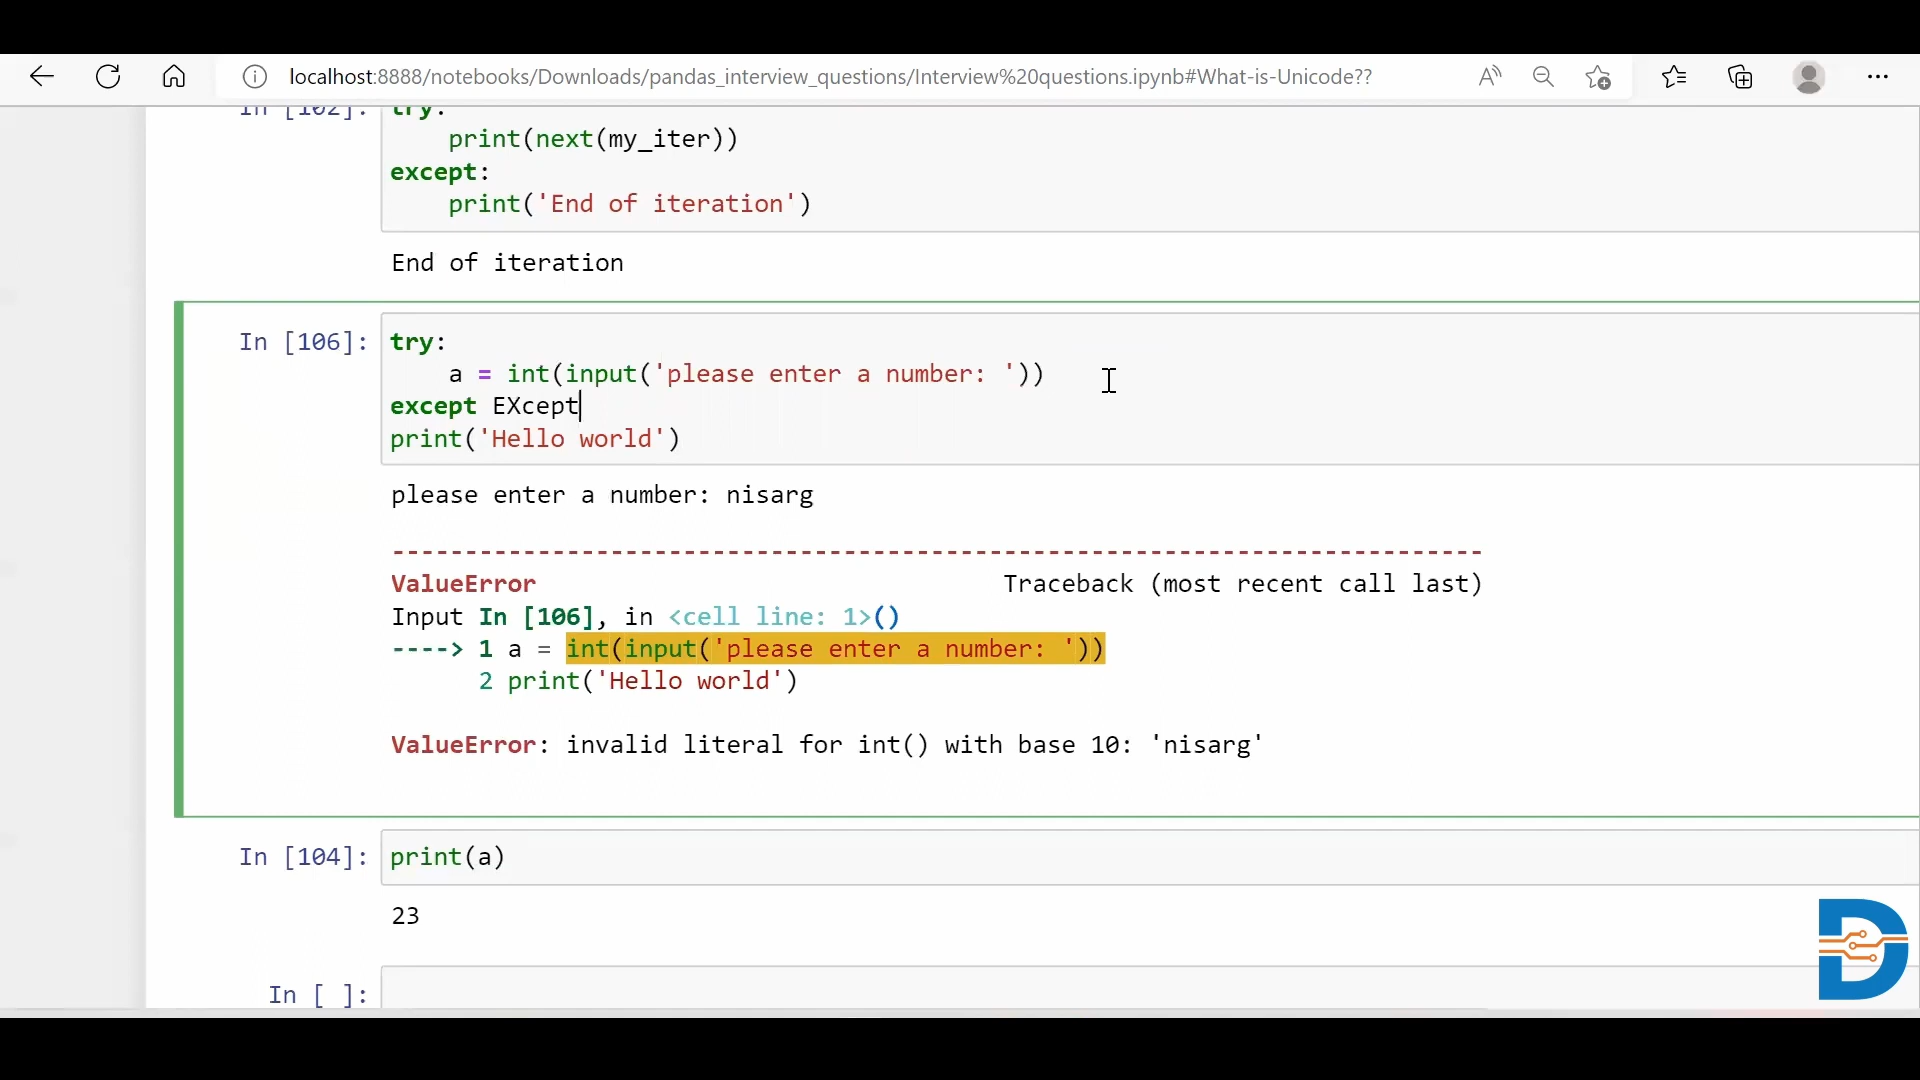 localhost:8888/notebooks/Downloads/pandas_interview_questions/Interview%20questions.ipynb#What-is-Unicode??
In [102]: try:
print(next(my_iter))
except:
print('End of iteration')
End of iteration
In [106]: try:
a = int(input('please enter a number: '))
except EXcept
print('Hello world')
please enter a number: nisarg
---------------------------------------------------------------------------
ValueError Traceback (most recent call last)
Input In [106], in <cell line: 1>()
----> 1 a = int(input('please enter a number: '))
2 print('Hello world')
ValueError: invalid literal for int() with base 10: 'nisarg'
In [104]: print(a)
23
In [ ]: